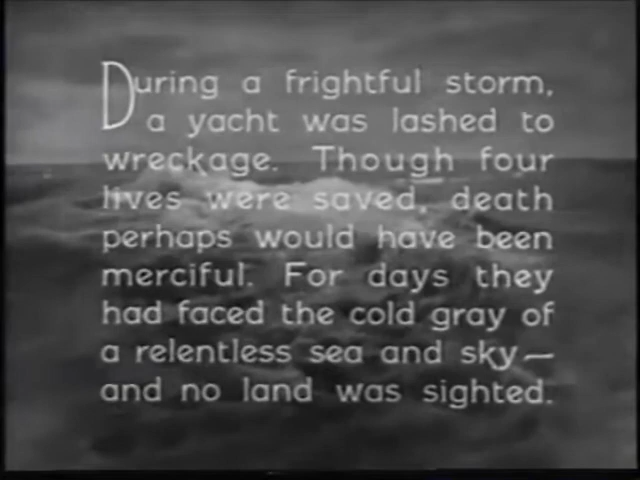 During a frightful storm,
a yacht was lashed to
wreckage. Though four
lives were saved, death
perhaps would have been
merciful. For days they
had faced the cold gray of
a relentless sea and sky—
and no land was sighted.